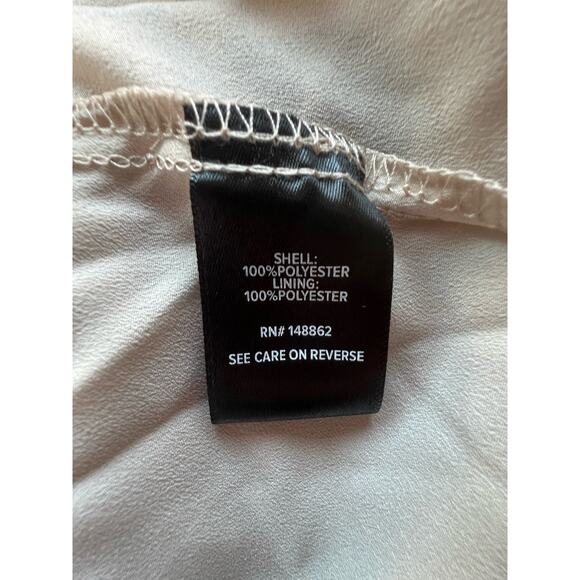 SHELL:
100%POLYESTER
LINING:
100%POLYESTER
RN# 148862
SEE CARE ON REVERSE